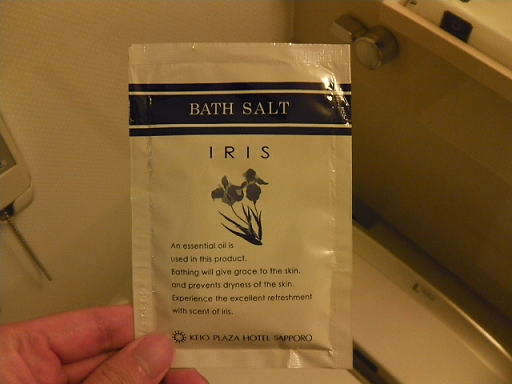 BATH SALT
IRIS
An essential oil is
used in this product.
Bathing will give grace to the skin.
and prevents dryness of the skin.
Experience the excellent refreshment
with scent of iris.
KEIO PLAZA HOTEL SAPPORO